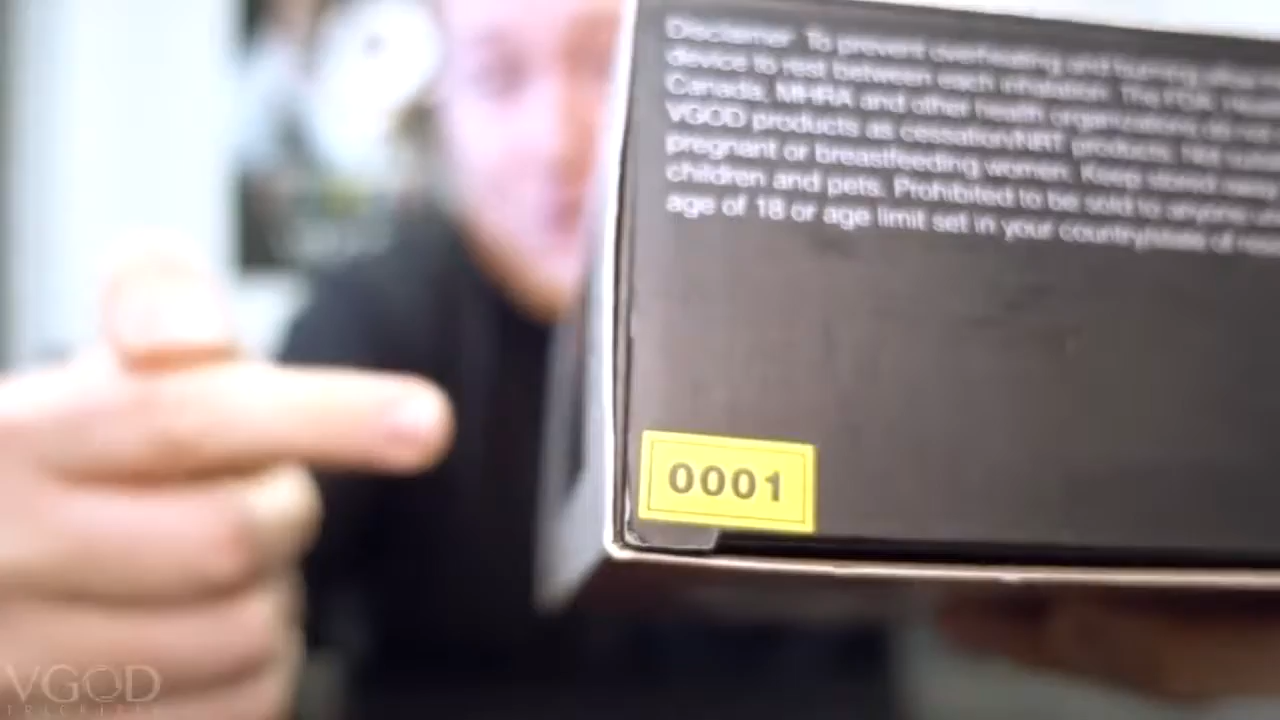 Disclaimer To prevent overheating and burning
device to rest between each inhalation. The FDA,
Canada, MHRA and other health organizations do not
VGOD products as cessation/NRT products. Not
pregnant or breastfeeding women. Keep stored away
children and pets. Prohibited to be sold to anyone
age of 18 or age limit set in your country/state of
0001
VGOD